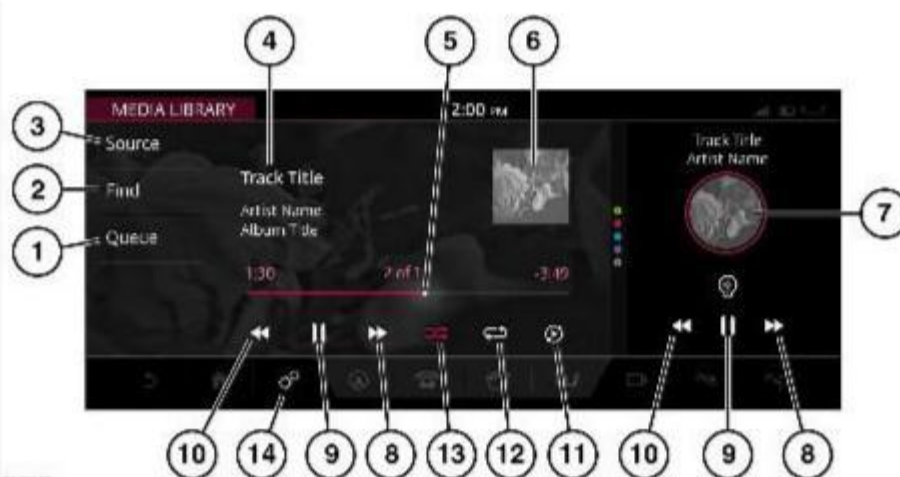 4 5 6
MEDIA LIBRARY 2:00 PM
3 Source
Track Title
Artist Name
2 Find
Track Title
Artist Name
Album Title
7
1 Queue
1:30 2 of 1 -3:49
10 14 9 8 13 12 11 10 9 8